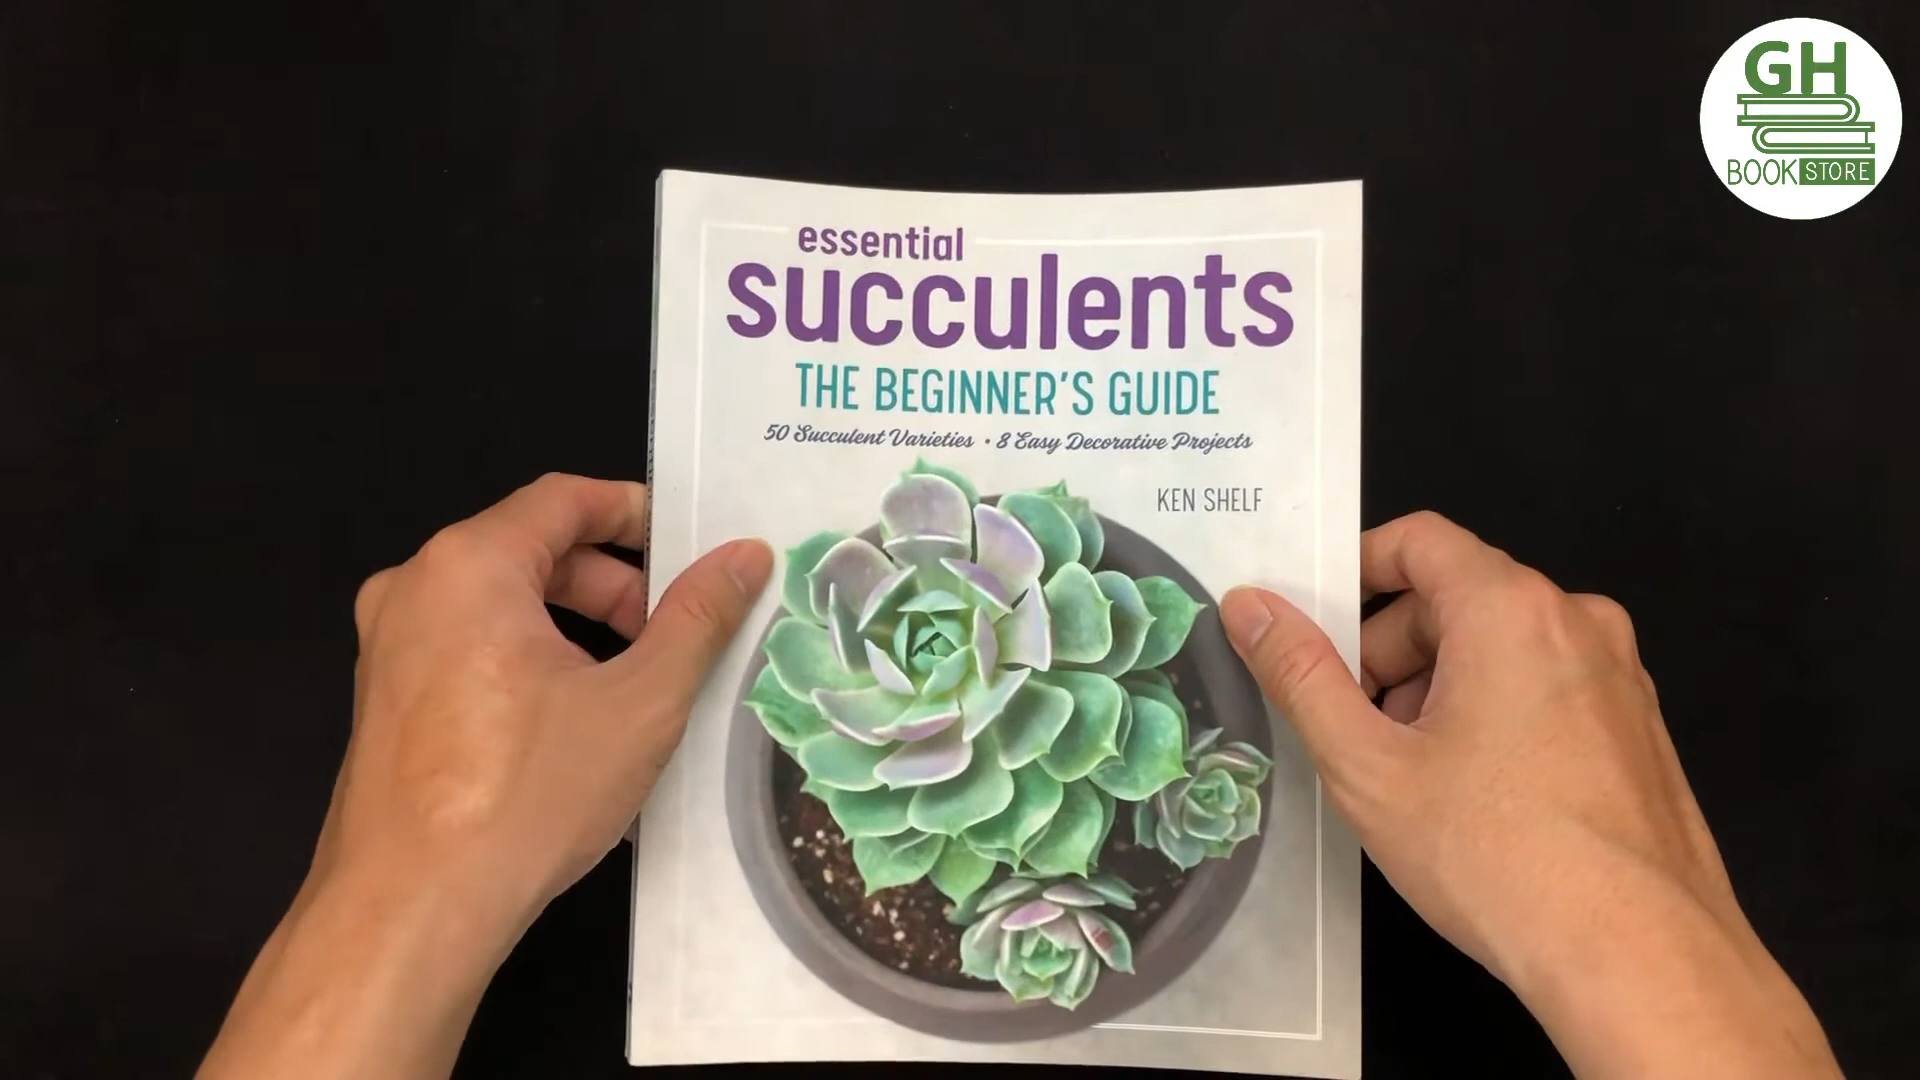 essential
succulents
THE BEGINNER'S GUIDE
50 Succulent Varieties • 8 Easy Decorative Projects
KEN SHELF
GH
BOOK STORE